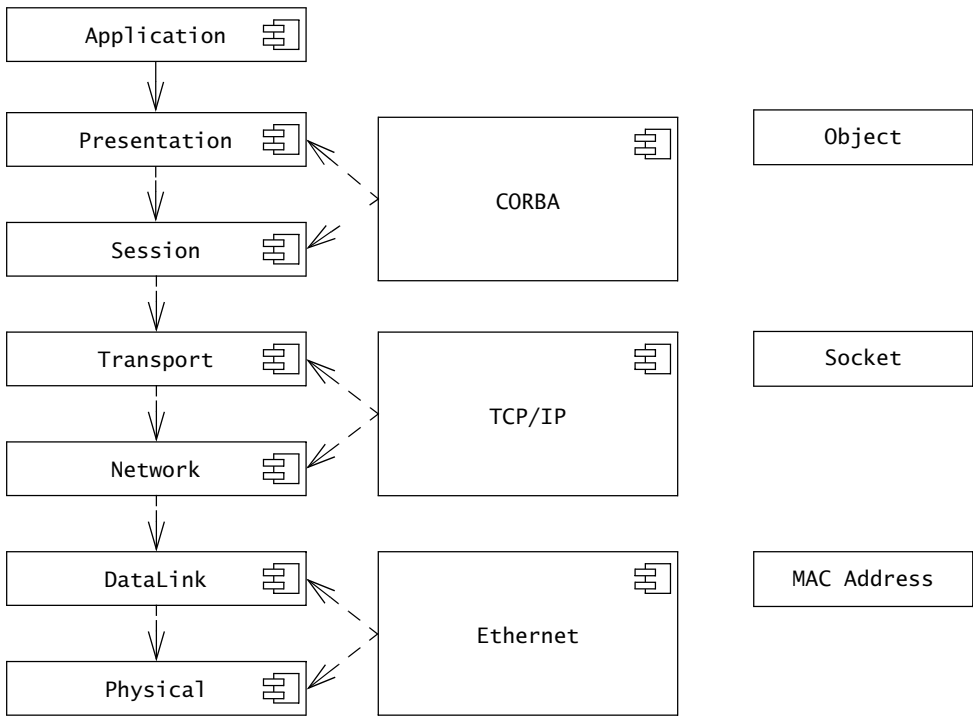 Application
Presentation
Object
CORBA
Session
Transport
Socket
TCP/IP
Network
DataLink
MAC Address
Ethernet
Physical